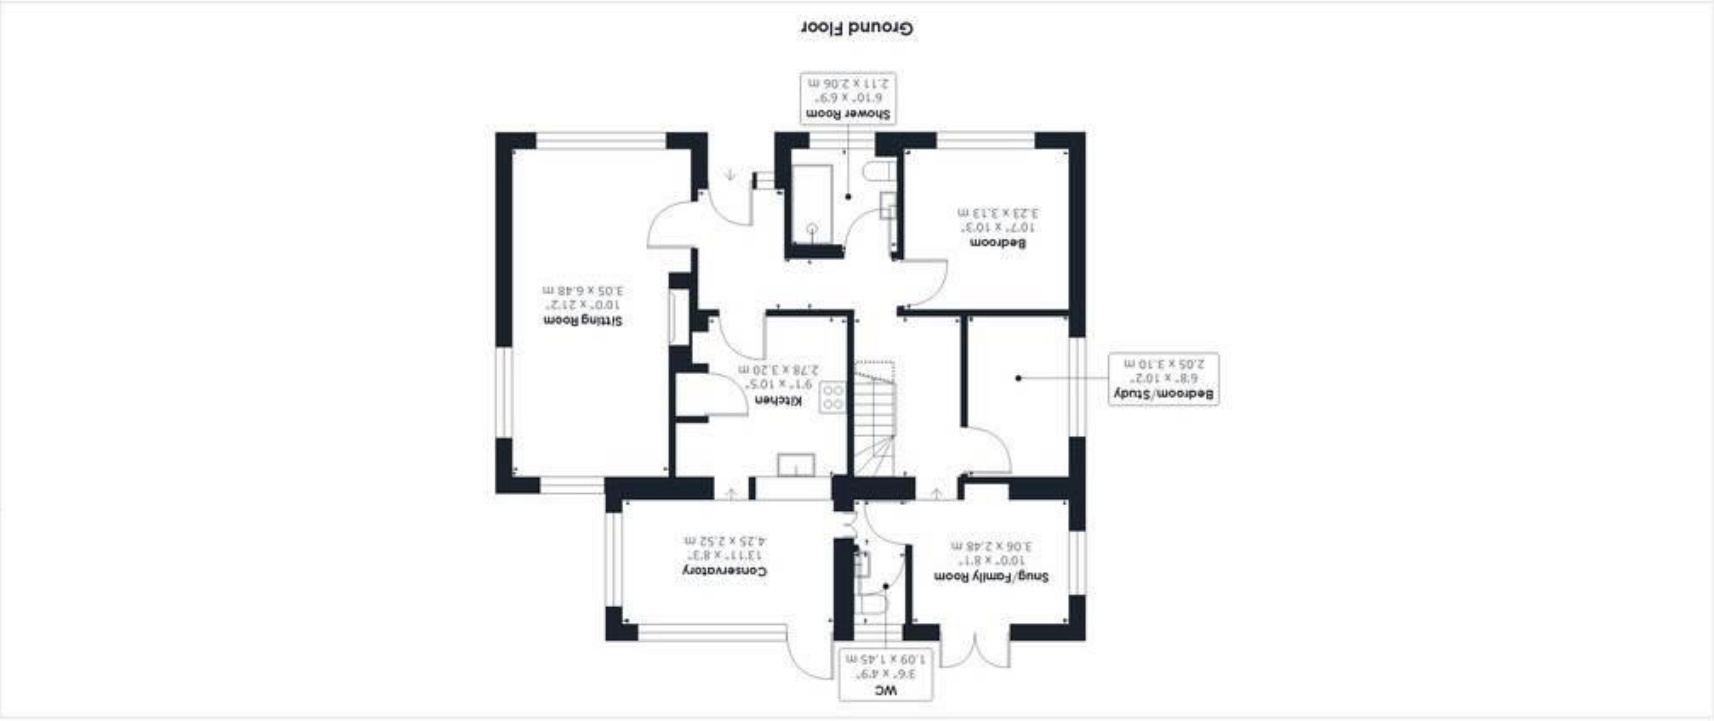 WC
3'6" x 4'9"
1.09 x 1.45 m
Snug/Family Room
10'0" x 8'1"
3.06 x 2.48 m
Conservatory
13'11" x 8'3"
4.25 x 2.52 m
Bedroom/Study
6'8" x 10'2"
2.05 x 3.10 m
Kitchen
9'1" x 10'5"
2.78 x 3.20 m
Sitting Room
10'0" x 21'2"
3.05 x 6.48 m
Bedroom
10'7" x 10'3"
3.23 x 3.13 m
Shower Room
6'10" x 6'9"
2.11 x 2.06 m
Ground Floor